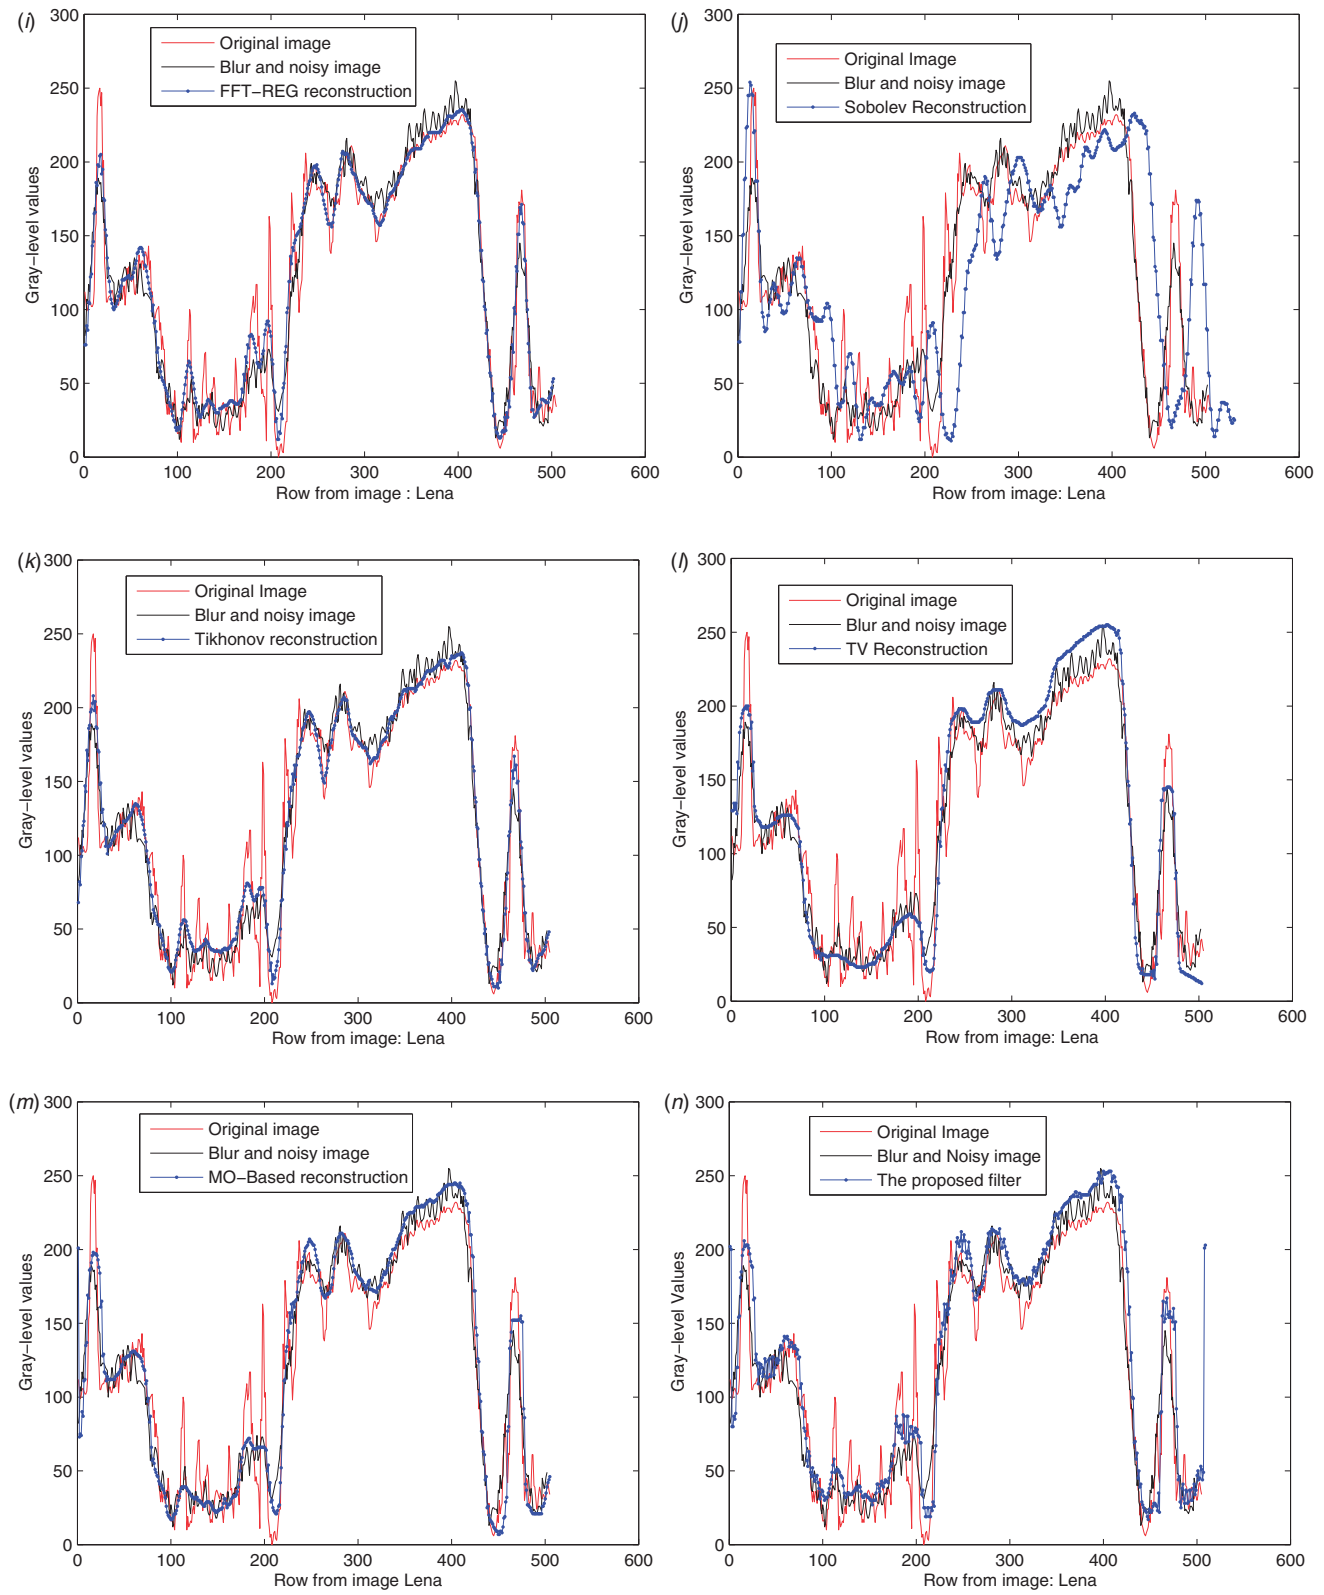 (i)
300
250
200
150
100
50
0
Gray-level values
Original image
Blur and noisy image
FFT-REG reconstruction
0 100 200 300 400 500 600
Row from image : Lena
(j)
300
250
200
150
100
50
0
Gray-level values
Original Image
Blur and noisy image
Sobolev Reconstruction
0 100 200 300 400 500 600
Row from image: Lena
(k)
300
250
200
150
100
50
0
Gray-level values
Original Image
Blur and noisy image
Tikhonov reconstruction
0 100 200 300 400 500 600
Row from image: Lena
(l)
300
250
200
150
100
50
0
Gray-level values
Original image
Blur and noisy image
TV Reconstruction
0 100 200 300 400 500 600
Row from image: Lena
(m)
300
250
200
150
100
50
0
Gray-level values
Original image
Blur and noisy image
MO-Based reconstruction
0 100 200 300 400 500 600
Row from image Lena
(n)
300
250
200
150
100
50
0
Gray-level Values
Original Image
Blur and Noisy image
The proposed filter
0 100 200 300 400 500 600
Row from image: Lena